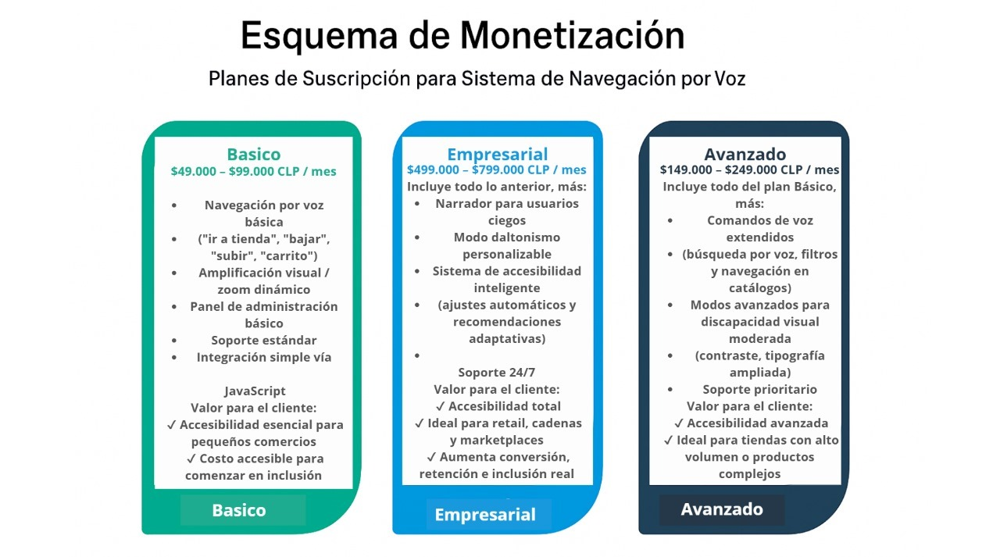 Esquema de Monetización
Planes de Suscripción para Sistema de Navegación por Voz
Basico
$49.000 – $99.000 CLP / mes
• Navegación por voz
básica
• ("ir a tienda", "bajar",
"subir", "carrito")
• Amplificación visual /
zoom dinámico
• Panel de administración
básico
• Soporte estándar
• Integración simple vía
JavaScript
Valor para el cliente:
✓ Accesibilidad esencial para
pequeños comercios
✓ Costo accesible para
comenzar en inclusión
Basico
Empresarial
$499.000 – $799.000 CLP / mes
Incluye todo lo anterior, más:
• Narrador para usuarios
ciegos
• Modo daltonismo
personalizable
• Sistema de accesibilidad
inteligente
• (ajustes automáticos y
recomendaciones
adaptativas)
•
Soporte 24/7
Valor para el cliente:
✓ Accesibilidad total
✓ Ideal para retail, cadenas
y marketplaces
✓ Aumenta conversión,
retención e inclusión real
Empresarial
Avanzado
$149.000 – $249.000 CLP / mes
Incluye todo del plan Básico,
más:
• Comandos de voz
extendidos
• (búsqueda por voz, filtros
y navegación en
catálogos)
• Modos avanzados para
discapacidad visual
moderada
• (contraste, tipografía
ampliada)
• Soporte prioritario
Valor para el cliente:
✓ Accesibilidad avanzada
✓ Ideal para tiendas con alto
volumen o productos
complejos
Avanzado